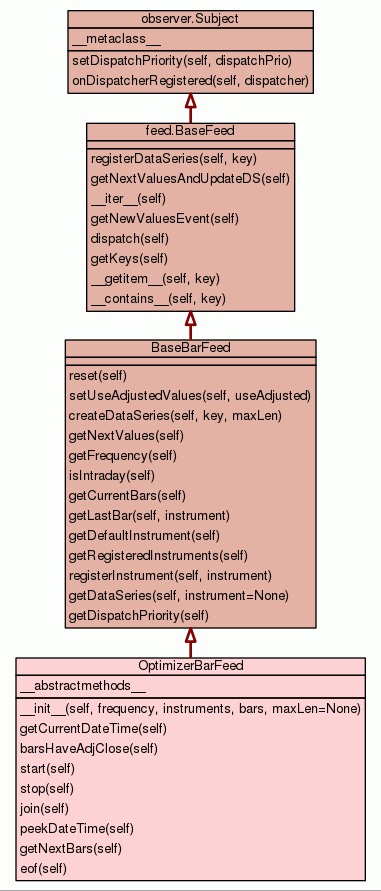 observer.Subject
__metaclass__
setDispatchPriority(self, dispatchPrio)
onDispatcherRegistered(self, dispatcher)
feed.BaseFeed
registerDataSeries(self, key)
getNextValuesAndUpdateDS(self)
__iter__(self)
getNewValuesEvent(self)
dispatch(self)
getKeys(self)
__getitem__(self, key)
__contains__(self, key)
BaseBarFeed
reset(self)
setUseAdjustedValues(self, useAdjusted)
createDataSeries(self, key, maxLen)
getNextValues(self)
getFrequency(self)
isIntraday(self)
getCurrentBars(self)
getLastBar(self, instrument)
getDefaultInstrument(self)
getRegisteredInstruments(self)
registerInstrument(self, instrument)
getDataSeries(self, instrument=None)
getDispatchPriority(self)
OptimizerBarFeed
__abstractmethods__
__init__(self, frequency, instruments, bars, maxLen=None)
getCurrentDateTime(self)
barsHaveAdjClose(self)
start(self)
stop(self)
join(self)
peekDateTime(self)
getNextBars(self)
eof(self)